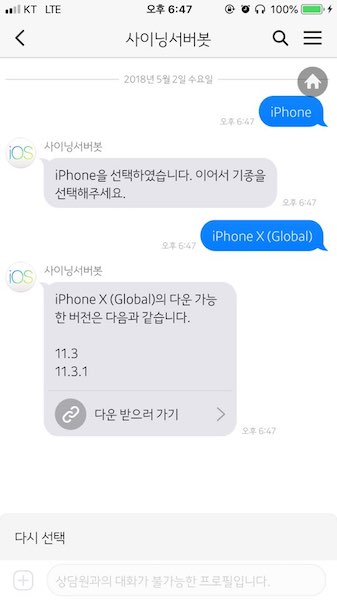 KT LTE 오후 6:47 100%
사이닝서버봇
2018년 5월 2일 수요일
iPhone
오후 6:47
iOS
사이닝서버봇
iPhone을 선택하였습니다. 이어서 기종을
선택해주세요.
오후 6:47
iPhone X (Global)
오후 6:47
iOS
사이닝서버봇
iPhone X (Global)의 다운 가능
한 버전은 다음과 같습니다.
11.3
11.3.1
다운 받으러 가기
오후 6:47
다시 선택
상담원과의 대화가 불가능한 프로필입니다.